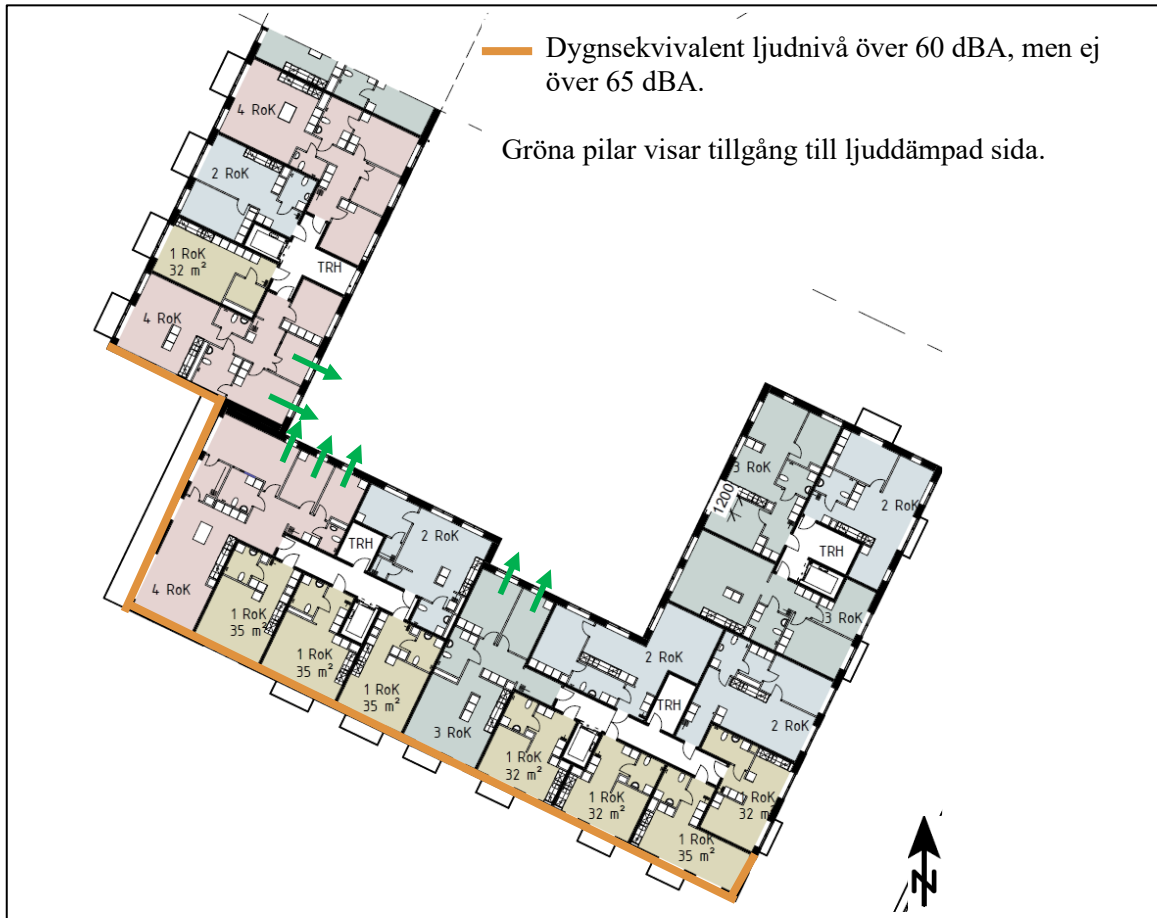 Dygnsekvivalent ljudnivå över 60 dBA, men ej
över 65 dBA.
Gröna pilar visar tillgång till ljuddämpad sida.
4 RoK
2 RoK
1 RoK
32 m²
TRH
4 RoK
3 RoK
1200
2 RoK
TRH
3 RoK
TRH
2 RoK
4 RoK
1 RoK
35 m²
1 RoK
35 m²
1 RoK
35 m²
3 RoK
2 RoK
TRH
2 RoK
1 RoK
32 m²
1 RoK
32 m²
1 RoK
35 m²
RoK
32 m²
N